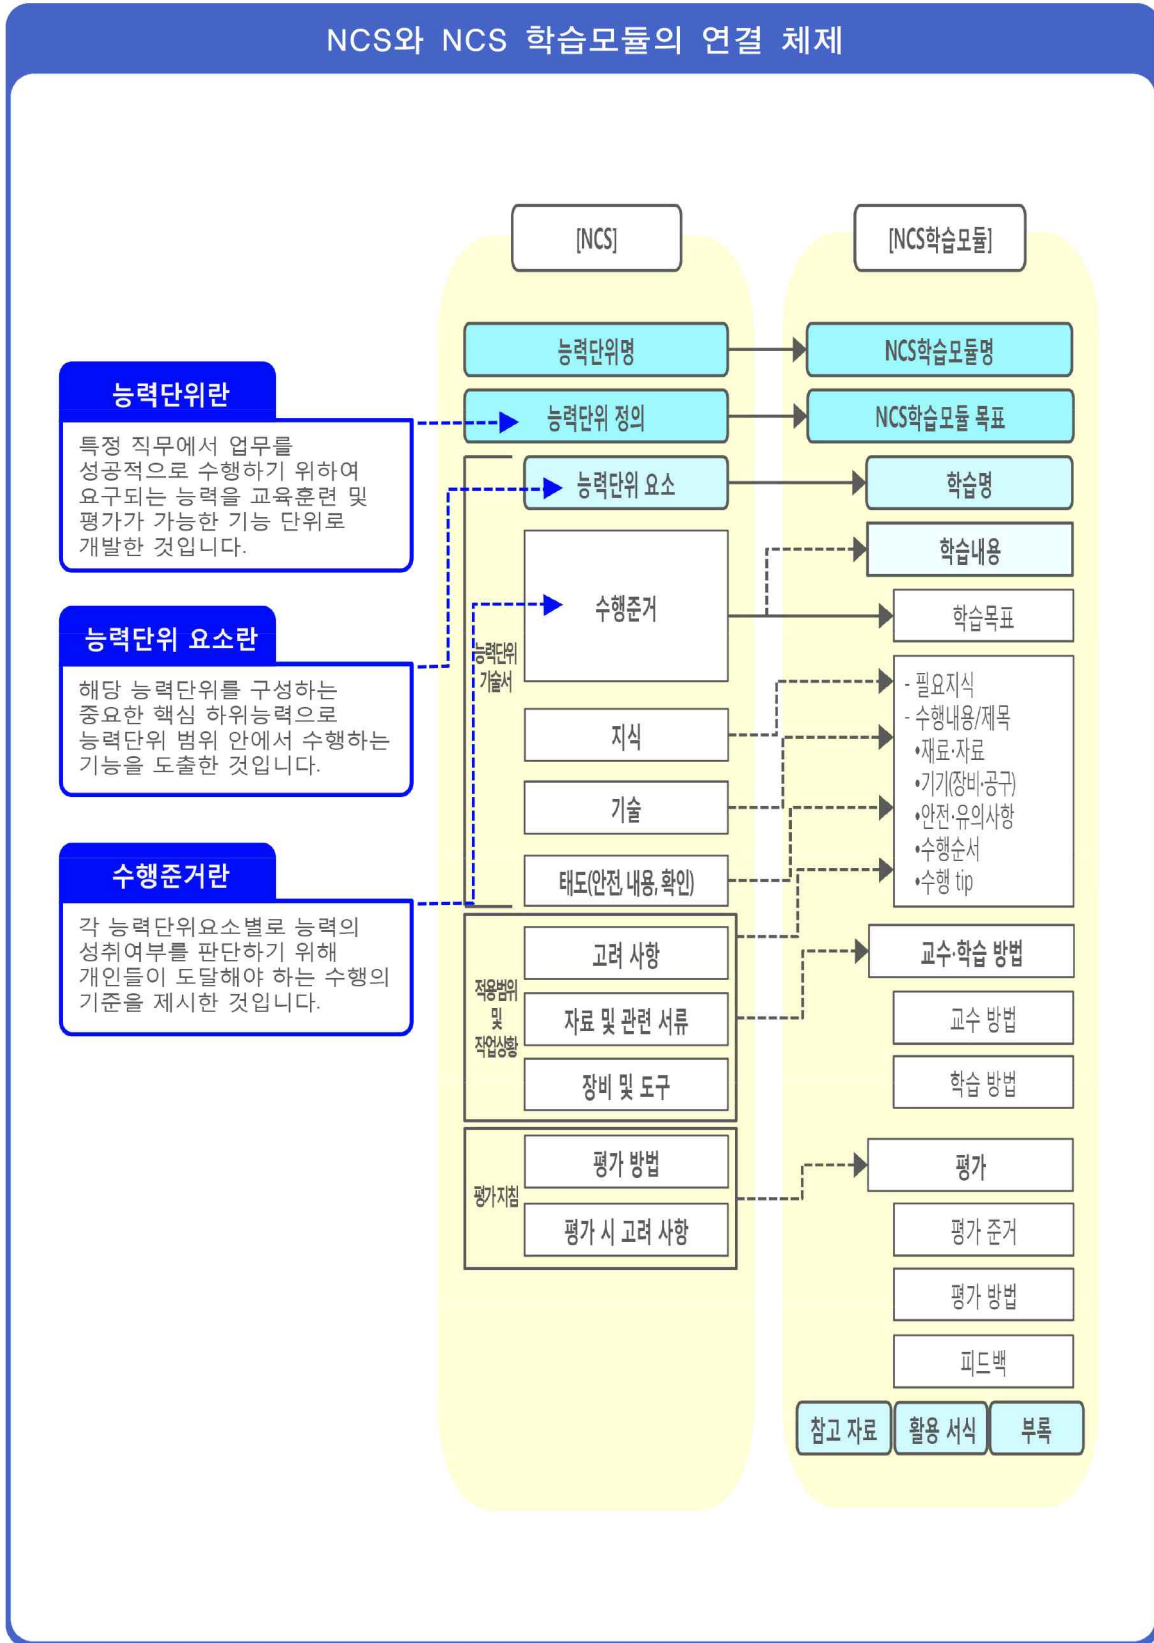 NCS와 NCS 학습모듈의 연결 체제
[NCS]
[NCS학습모듈]
능력단위명
NCS학습모듈명
능력단위 정의
NCS학습모듈 목표
능력단위란
특정 직무에서 업무를
성공적으로 수행하기 위하여
요구되는 능력을 교육훈련 및
평가가 가능한 기능 단위로
개발한 것입니다.
능력단위 요소란
해당 능력단위를 구성하는
중요한 핵심 하위능력으로
능력단위 범위 안에서 수행하는
기능을 도출한 것입니다.
수행준거란
각 능력단위요소별로 능력의
성취여부를 판단하기 위해
개인들이 도달해야 하는 수행의
기준을 제시한 것입니다.
능력단위
기술서
능력단위 요소
수행준거
지식
기술
태도(안전, 내용, 확인)
적용범위
및
작업상황
고려 사항
자료 및 관련 서류
장비 및 도구
평가지침
평가 방법
평가 시 고려 사항
학습명
학습내용
학습목표
- 필요지식
- 수행내용/제목
•재료·자료
•기기(장비·공구)
•안전·유의사항
•수행순서
•수행 tip
교수·학습 방법
교수 방법
학습 방법
평가
평가 준거
평가 방법
피드백
참고 자료
활용 서식
부록